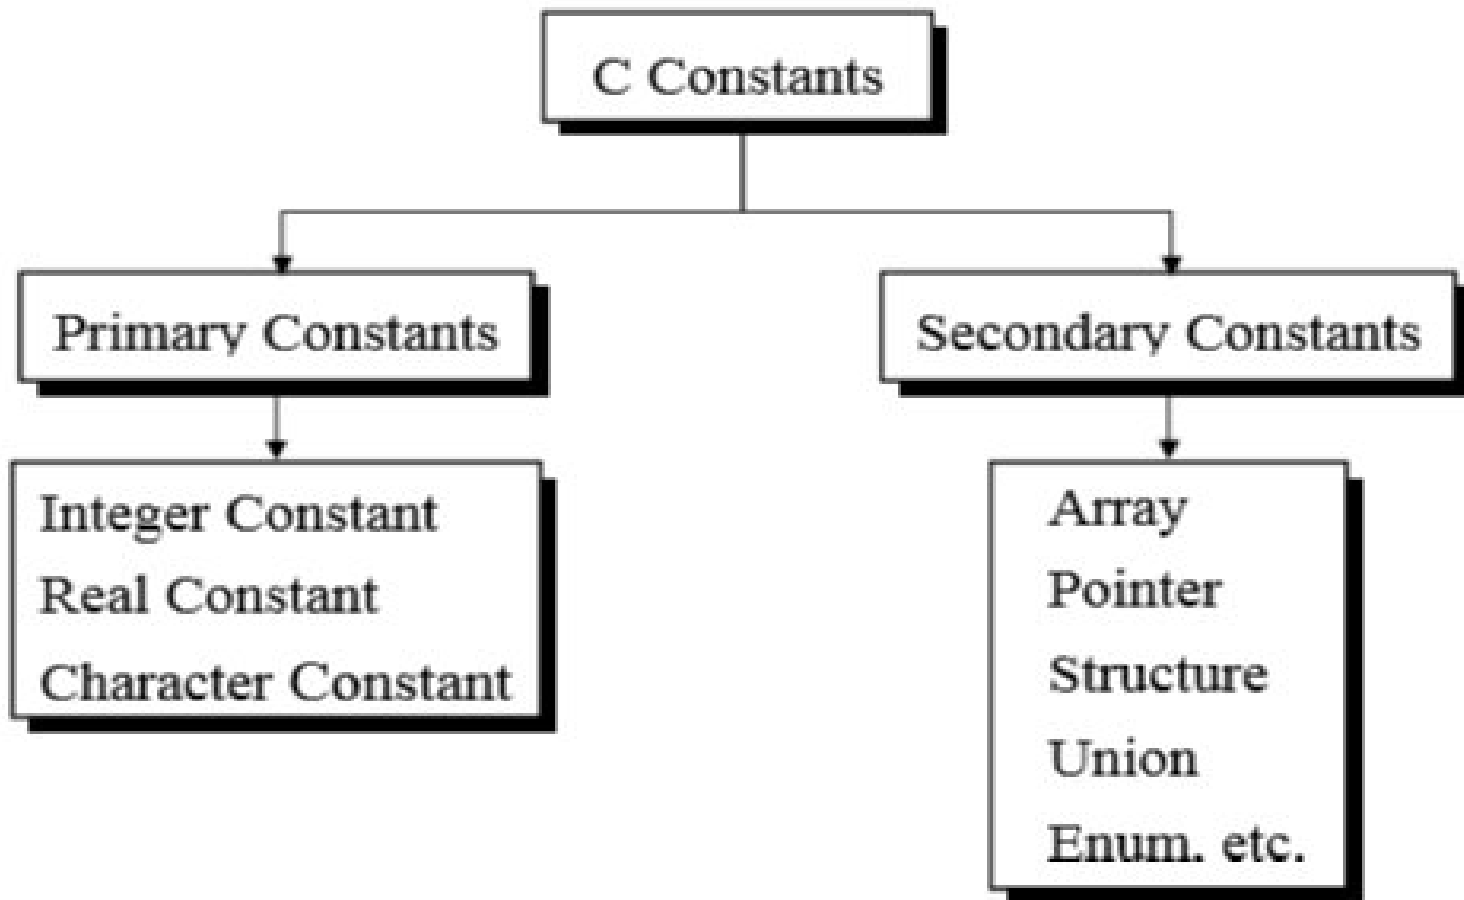 C Constants
Primary Constants
Secondary Constants
Integer Constant
Real Constant
Character Constant
Array
Pointer
Structure
Union
Enum. etc.